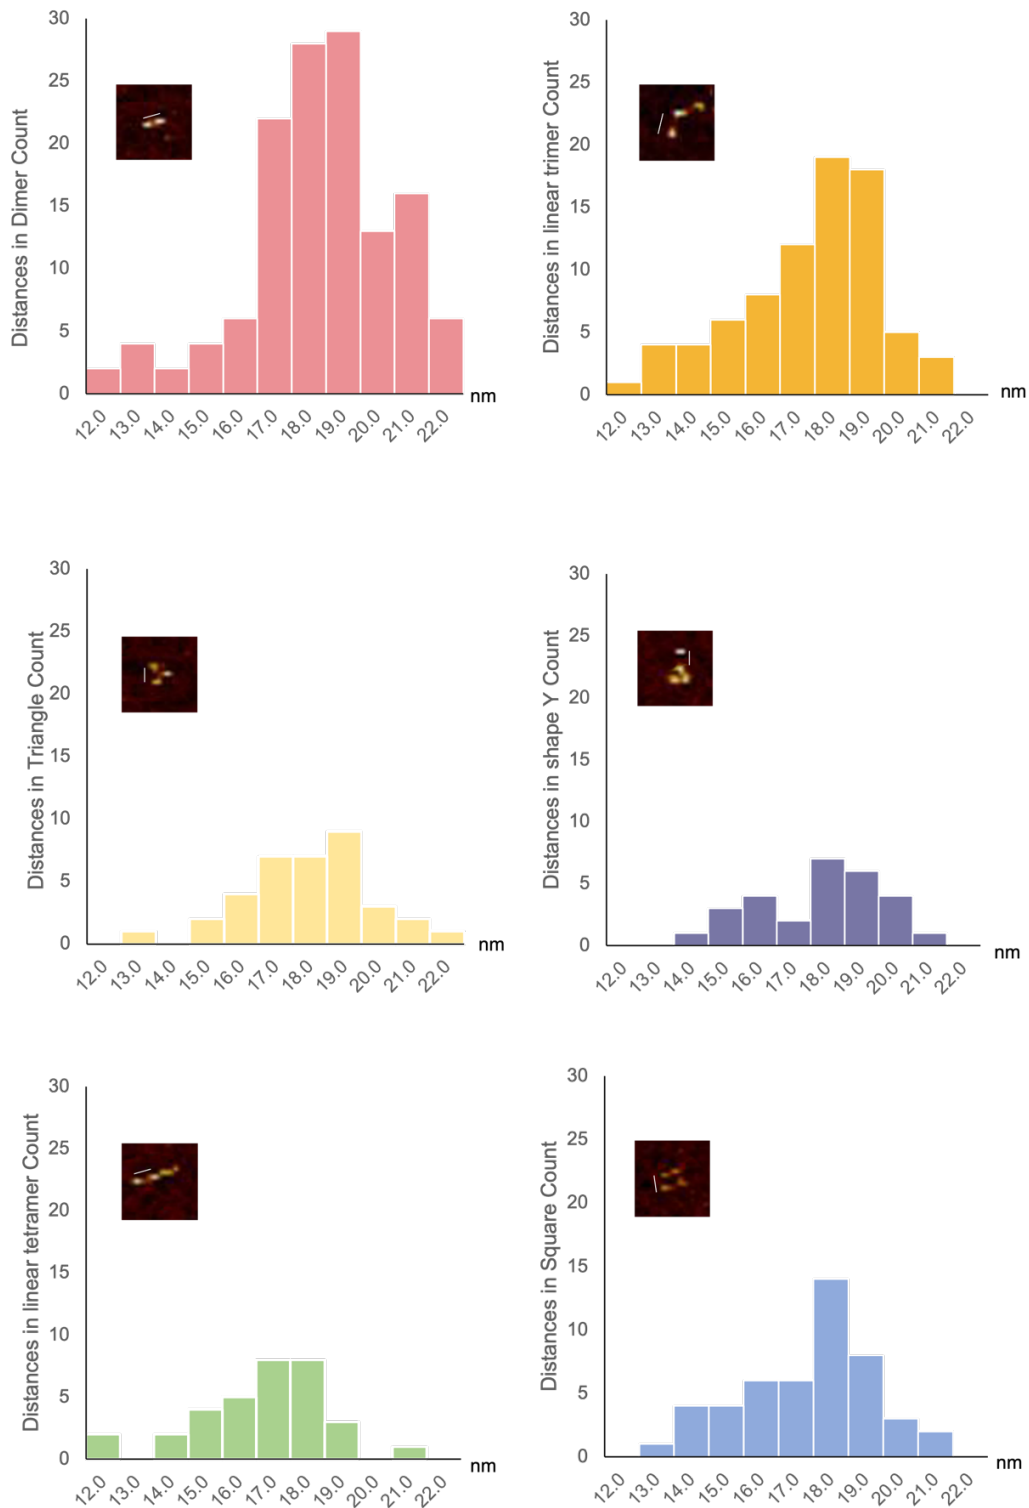 Distances in Dimer Count
30
25
20
15
10
5
0
12.0 13.0 14.0 15.0 16.0 17.0 18.0 19.0 20.0 21.0 22.0
nm
Distances in linear trimer Count
30
25
20
15
10
5
0
12.0 13.0 14.0 15.0 16.0 17.0 18.0 19.0 20.0 21.0 22.0
nm
Distances in Triangle Count
30
25
20
15
10
5
0
12.0 13.0 14.0 15.0 16.0 17.0 18.0 19.0 20.0 21.0 22.0
nm
Distances in shape Y Count
30
25
20
15
10
5
0
12.0 13.0 14.0 15.0 16.0 17.0 18.0 19.0 20.0 21.0 22.0
nm
Distances in linear tetramer Count
30
25
20
15
10
5
0
12.0 13.0 14.0 15.0 16.0 17.0 18.0 19.0 20.0 21.0 22.0
nm
Distances in Square Count
30
25
20
15
10
5
0
12.0 13.0 14.0 15.0 16.0 17.0 18.0 19.0 20.0 21.0 22.0
nm